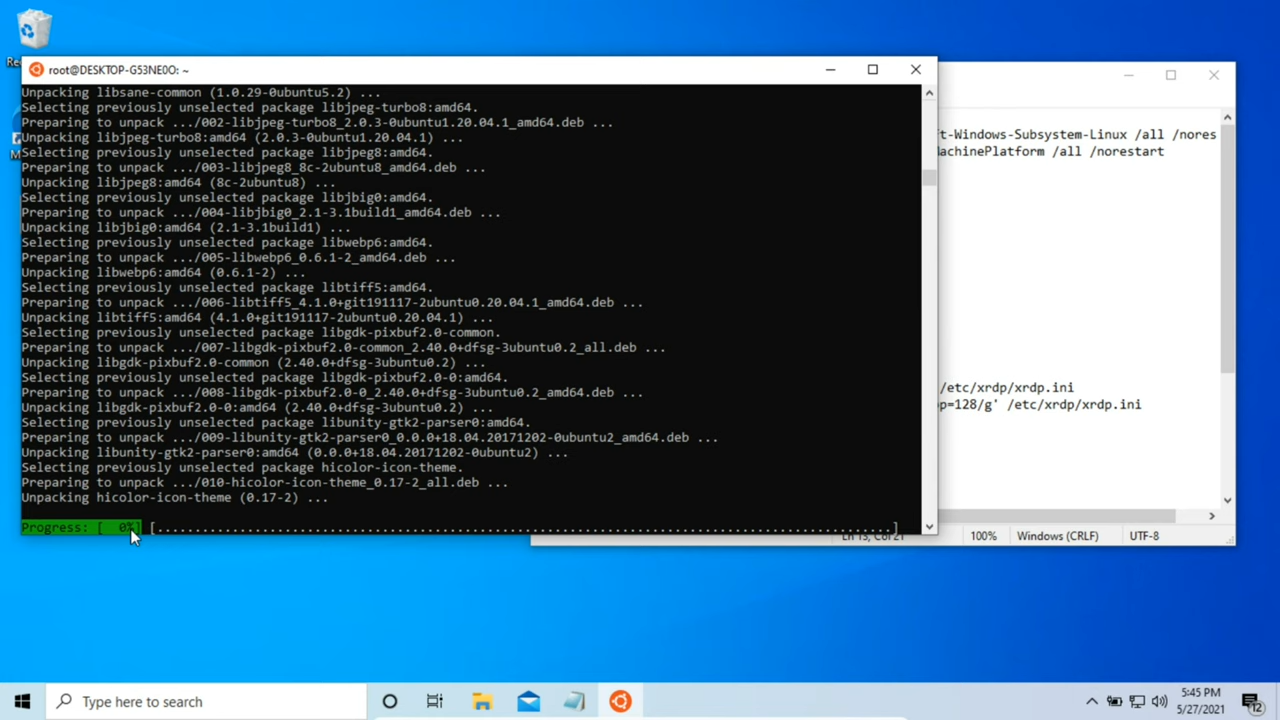 Re
M
root@DESKTOP-G53NE0O: ~
Unpacking libsane-common (1.0.29-0ubuntu5.2) ...
Selecting previously unselected package libjpeg-turbo8:amd64.
Preparing to unpack .../002-libjpeg-turbo8_2.0.3-0ubuntu1.20.04.1_amd64.deb ...
Unpacking libjpeg-turbo8:amd64 (2.0.3-0ubuntu1.20.04.1) ...
Selecting previously unselected package libjpeg8:amd64.
Preparing to unpack .../003-libjpeg8_8c-2ubuntu8_amd64.deb ...
Unpacking libjpeg8:amd64 (8c-2ubuntu8) ...
Selecting previously unselected package libjbig0:amd64.
Preparing to unpack .../004-libjbig0_2.1-3.1build1_amd64.deb ...
Unpacking libjbig0:amd64 (2.1-3.1build1) ...
Selecting previously unselected package libwebp6:amd64.
Preparing to unpack .../005-libwebp6_0.6.1-2_amd64.deb ...
Unpacking libwebp6:amd64 (0.6.1-2) ...
Selecting previously unselected package libtiff5:amd64.
Preparing to unpack .../006-libtiff5_4.1.0+git191117-2ubuntu0.20.04.1_amd64.deb ...
Unpacking libtiff5:amd64 (4.1.0+git191117-2ubuntu0.20.04.1) ...
Selecting previously unselected package libgdk-pixbuf2.0-common.
Preparing to unpack .../007-libgdk-pixbuf2.0-common_2.40.0+dfsg-3ubuntu0.2_all.deb ...
Unpacking libgdk-pixbuf2.0-common (2.40.0+dfsg-3ubuntu0.2) ...
Selecting previously unselected package libgdk-pixbuf2.0-0:amd64.
Preparing to unpack .../008-libgdk-pixbuf2.0-0_2.40.0+dfsg-3ubuntu0.2_amd64.deb ...
Unpacking libgdk-pixbuf2.0-0:amd64 (2.40.0+dfsg-3ubuntu0.2) ...
Selecting previously unselected package libunity-gtk2-parser0:amd64.
Preparing to unpack .../009-libunity-gtk2-parser0_0.0.0+18.04.20171202-0ubuntu2_amd64.deb ...
Unpacking libunity-gtk2-parser0:amd64 (0.0.0+18.04.20171202-0ubuntu2) ...
Selecting previously unselected package hicolor-icon-theme.
Preparing to unpack .../010-hicolor-icon-theme_0.17-2_all.deb ...
Unpacking hicolor-icon-theme (0.17-2) ...
Progress: [  0%] [..................................................................................................]
ft-Windows-Subsystem-Linux /all /nores
MachinePlatform /all /norestart
/etc/xrdp/xrdp.ini
pp=128/g' /etc/xrdp/xrdp.ini
Ln 13, Col 21
100%
Windows (CRLF)
UTF-8
Type here to search
5:45 PM
5/27/2021
12